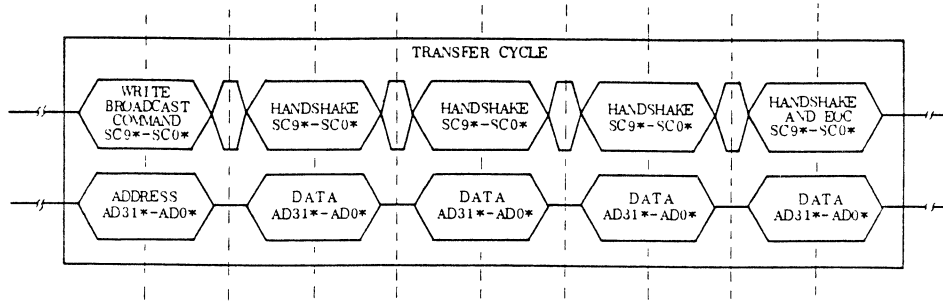 TRANSFER CYCLE
WRITE
BROADCAST
COMMAND
SC9*-SC0*
HANDSHAKE
SC9*-SC0*
HANDSHAKE
SC9*-SC0*
HANDSHAKE
SC9*-SC0*
HANDSHAKE
AND EOC
SC9*-SC0*
ADDRESS
AD31*-AD0*
DATA
AD31*-AD0*
DATA
AD31*-AD0*
DATA
AD31*-AD0*
DATA
AD31*-AD0*